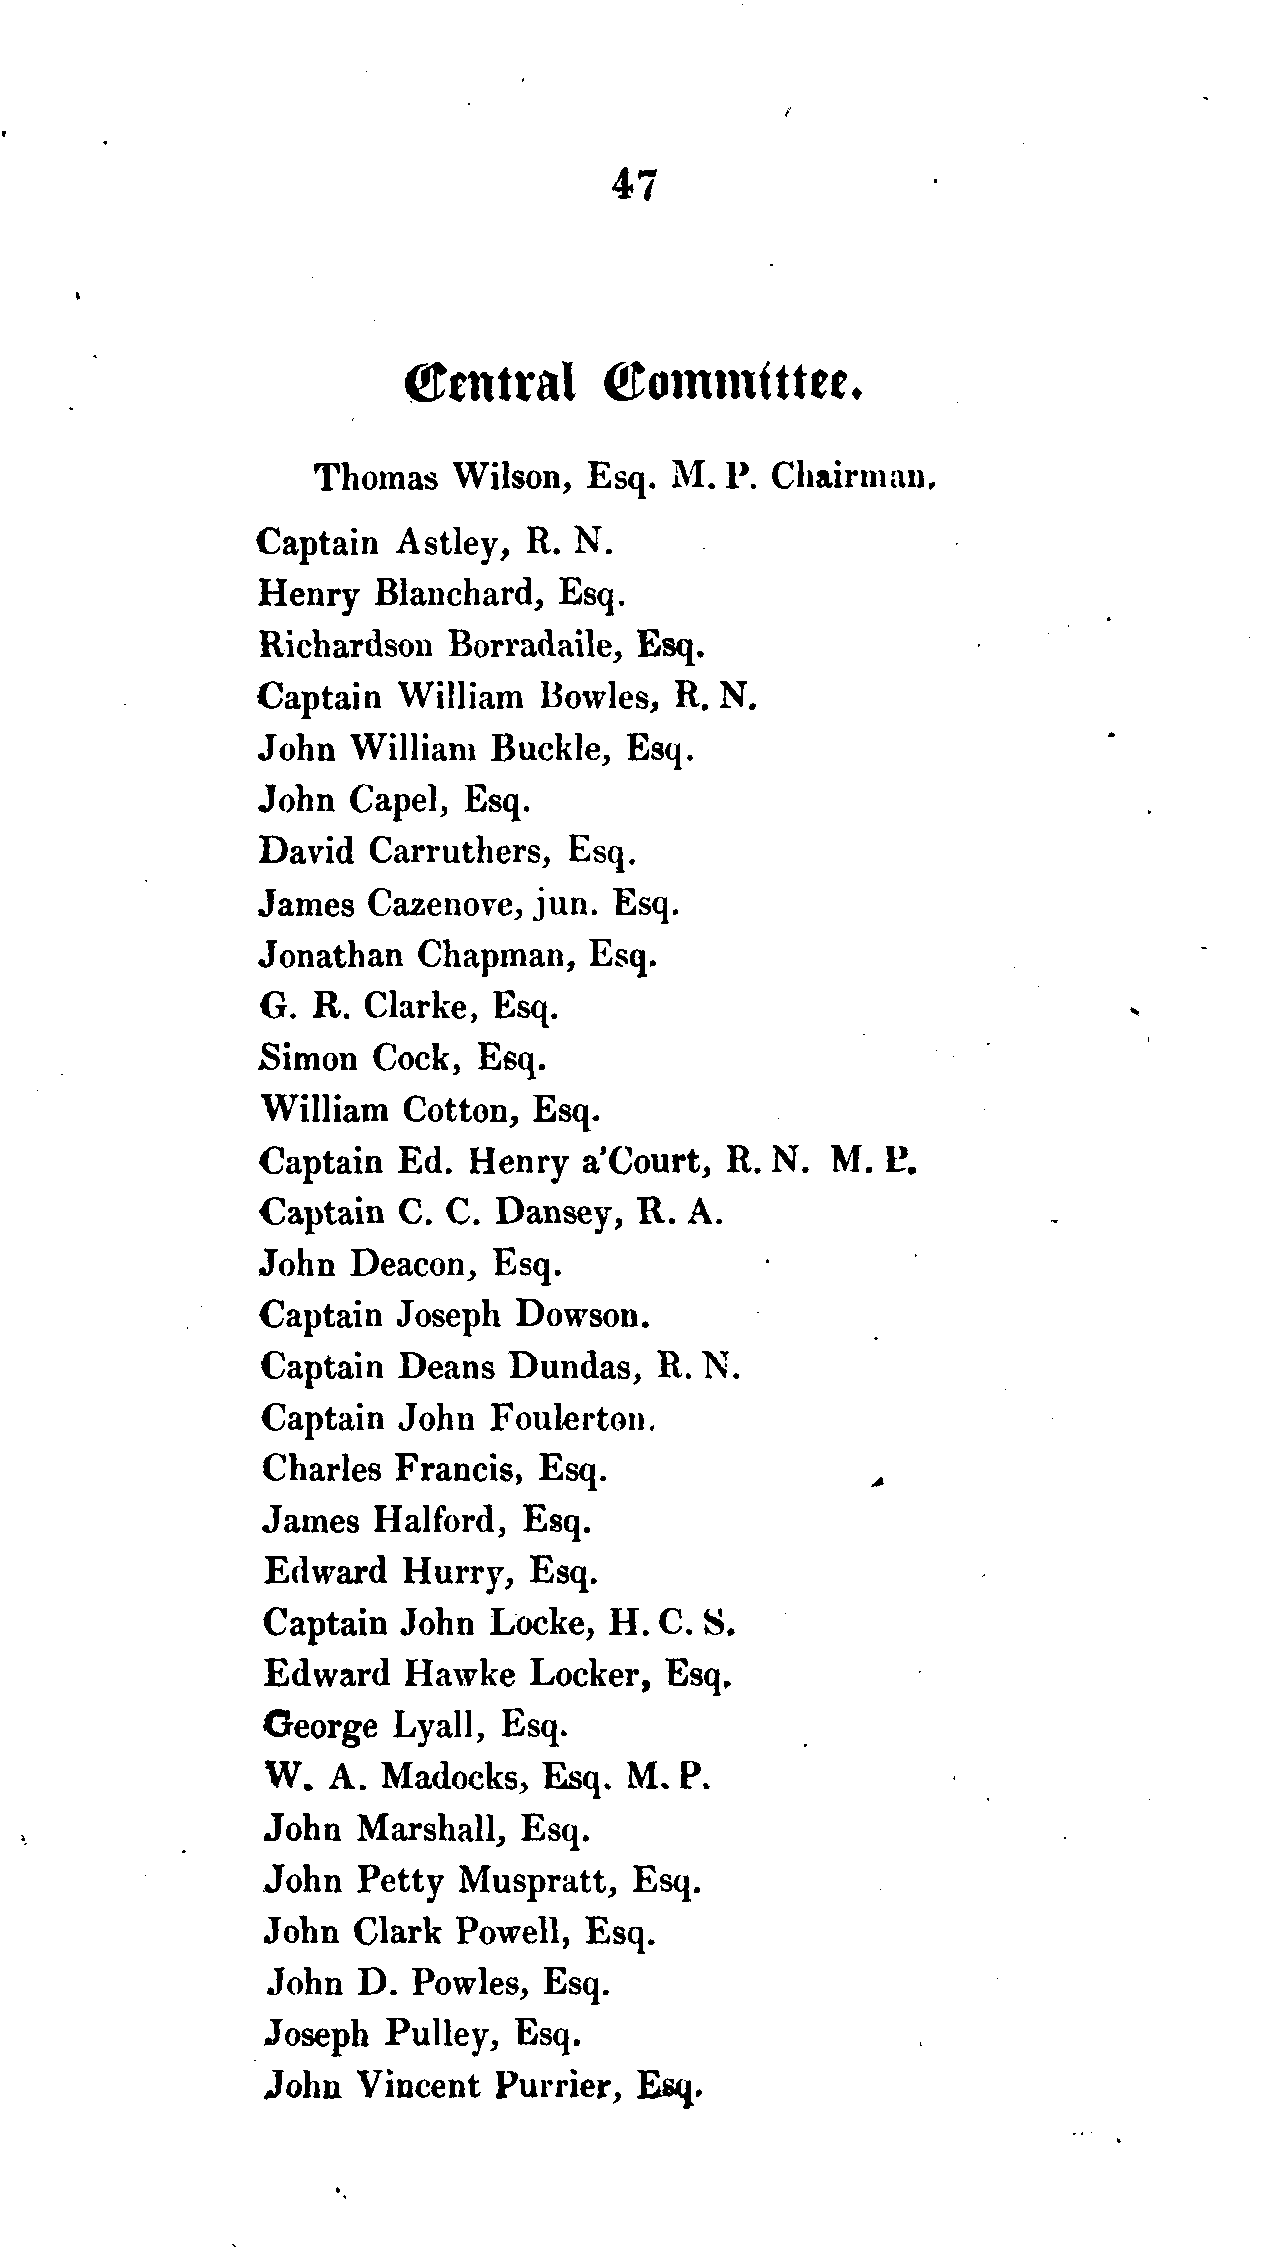 47
Central Committee.
Thomas Wilson, Esq. M. P. Chairman.
Captain Astley, R. N.
Henry Blanchard, Esq.
Richardson Borradaile, Esq.
Captain William Bowles, R. N.
John William Buckle, Esq.
John Capel, Esq.
David Carruthers, Esq.
James Cazenove, jun. Esq.
Jonathan Chapman, Esq.
G. R. Clarke, Esq.
Simon Cock, Esq.
William Cotton, Esq.
Captain Ed. Henry a'Court, R. N. M. P.
Captain C. C. Dansey, R. A.
John Deacon, Esq.
Captain Joseph Dowson.
Captain Deans Dundas, R. N.
Captain John Foulerton.
Charles Francis, Esq.
James Halford, Esq.
Edward Hurry, Esq.
Captain John Locke, H. C. S.
Edward Hawke Locker, Esq.
George Lyall, Esq.
W. A. Madocks, Esq. M. P.
John Marshall, Esq.
John Petty Muspratt, Esq.
John Clark Powell, Esq.
John D. Powles, Esq.
Joseph Pulley, Esq.
John Vincent Purrier, Esq.